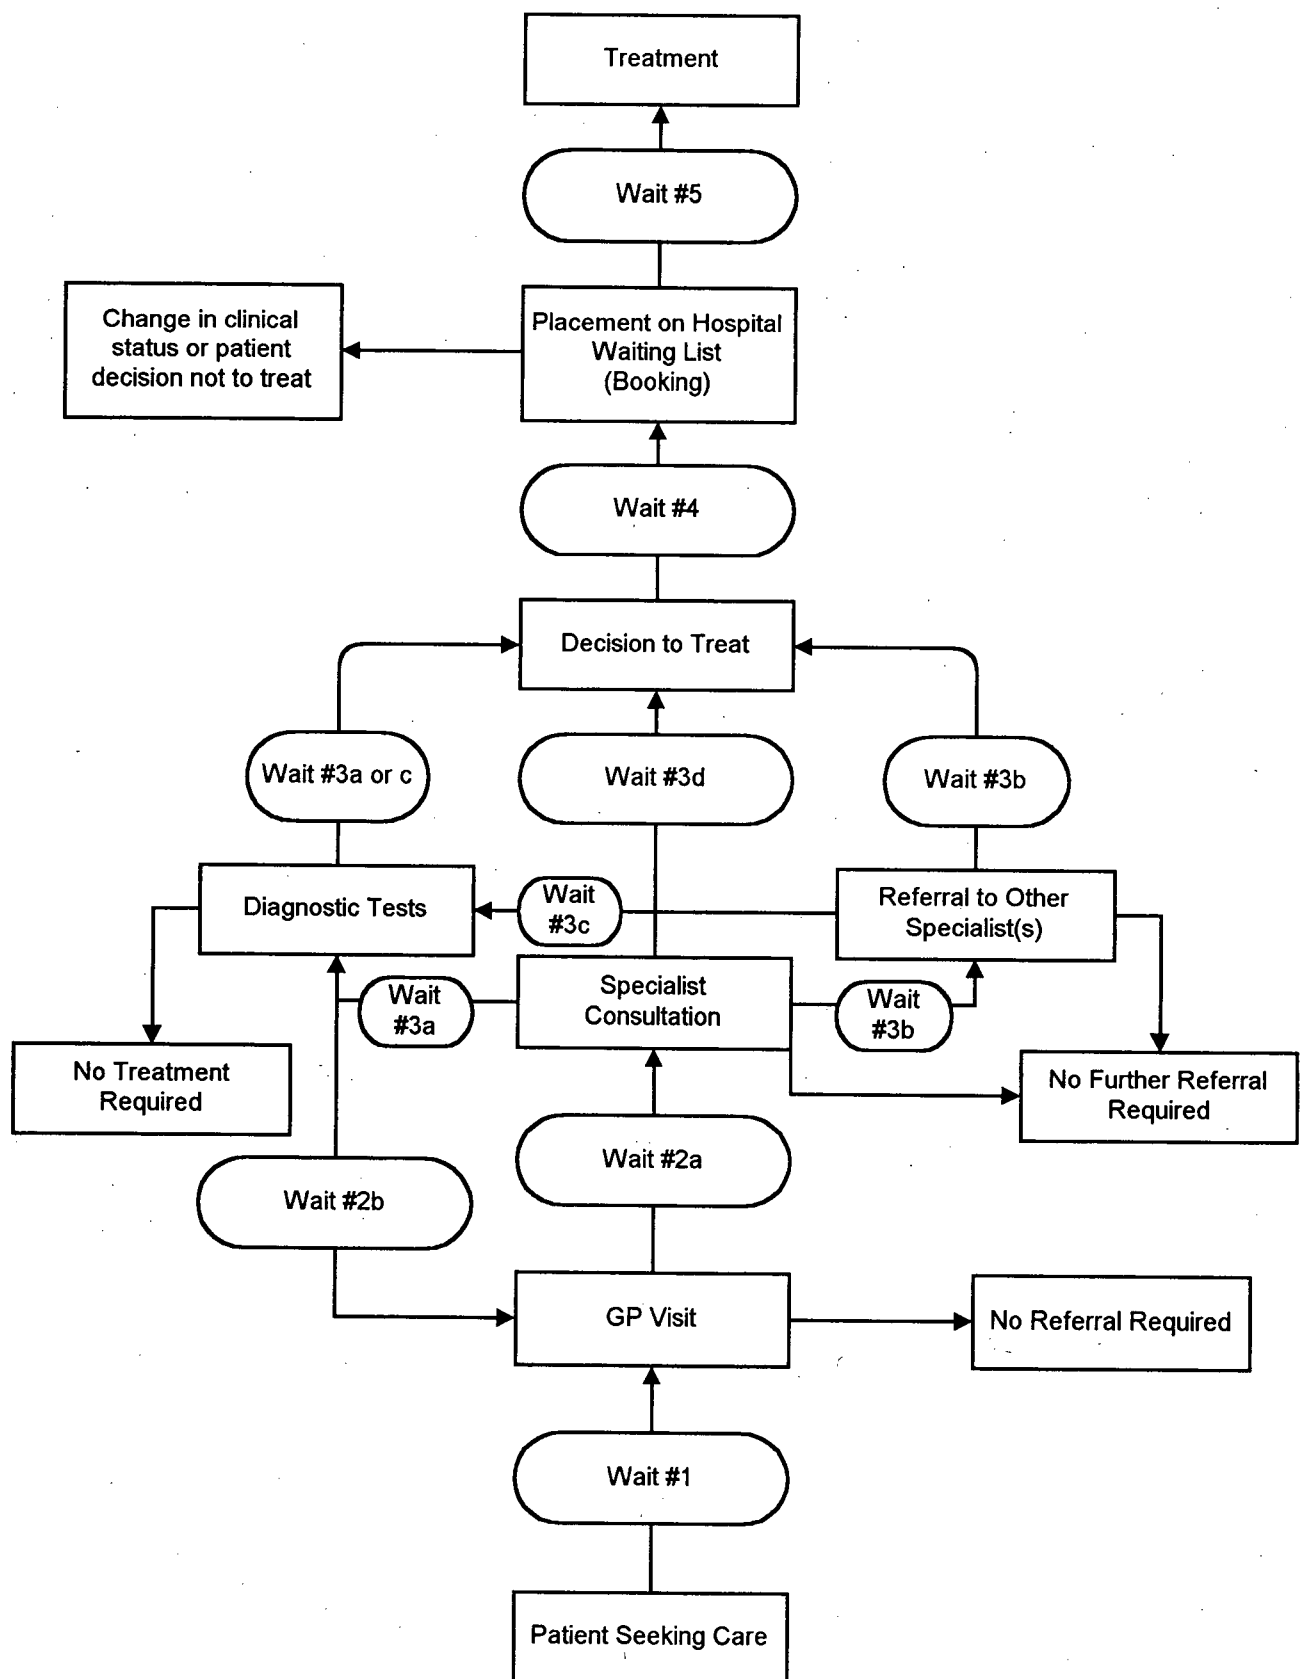 Treatment
Wait #5
Change in clinical
status or patient
decision not to treat
Placement on Hospital
Waiting List
(Booking)
Wait #4
Decision to Treat
Wait #3a or c
Wait #3d
Wait #3b
Diagnostic Tests
Wait
#3c
Referral to Other
Specialist(s)
Wait
#3a
Specialist
Consultation
Wait
#3b
No Treatment
Required
No Further Referral
Required
Wait #2b
Wait #2a
GP Visit
No Referral Required
Wait #1
Patient Seeking Care